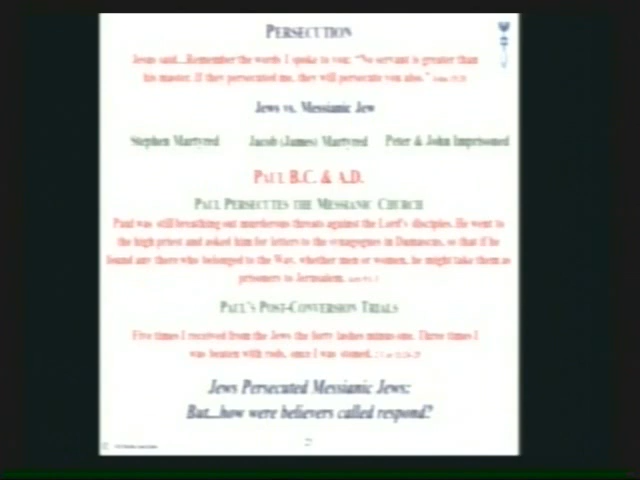 PERSECUTION
Jesus said...Remember the words I spoke to you: "No servant is greater than
his master. If they persecuted me, they will persecute you also." John 15:20
Jews vs. Messianic Jew
Stephen Martyred Jacob (James) Martyred Peter & John Imprisoned
PAUL B.C. & A.D.
PAUL PERSECUTES THE MESSIANIC CHURCH
Paul was still breathing out murderous threats against the Lord's disciples. He went to
the high priest and asked him for letters to the synagogues in Damascus, so that if he
found any there who belonged to the Way, whether men or women, he might take them as
prisoners to Jerusalem.
PAUL'S POST-CONVERSION TRIALS
Five times I received from the Jews the forty lashes minus one. Three times I
was beaten with rods, once I was stoned.
Jews Persecuted Messianic Jews:
But...how were believers called respond?